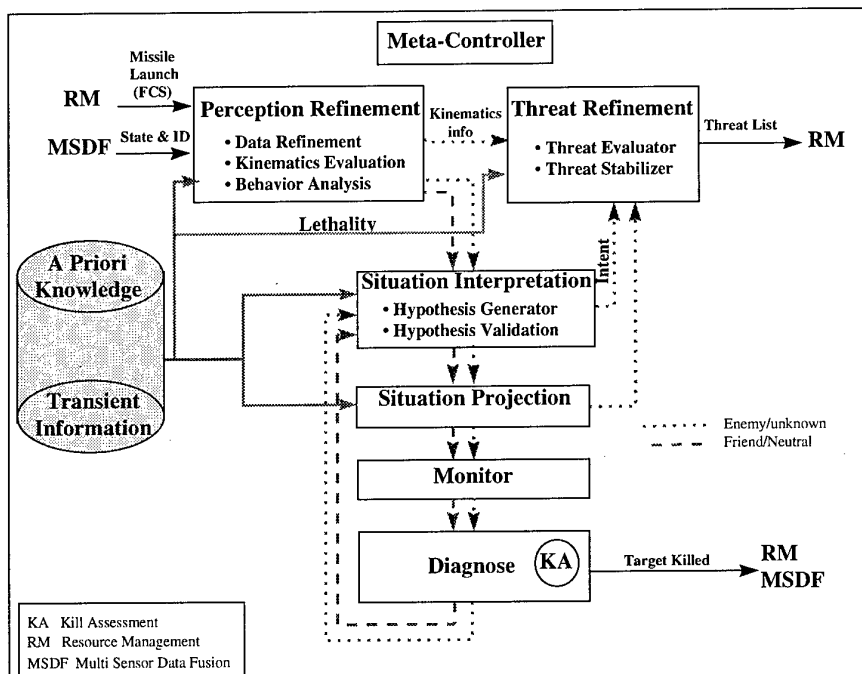 Meta-Controller
Missile
Launch
(FCS)
RM
MSDF
State & ID
Perception Refinement
• Data Refinement
• Kinematics Evaluation
• Behavior Analysis
Kinematics
info
Threat Refinement
• Threat Evaluator
• Threat Stabilizer
Threat List
RM
Lethality
Intent
A Priori
Knowledge
Transient
Information
Situation Interpretation
• Hypothesis Generator
• Hypothesis Validation
Situation Projection
Enemy/unknown
Friend/Neutral
Monitor
Diagnose
KA
Target Killed
RM
MSDF
KA Kill Assessment
RM Resource Management
MSDF Multi Sensor Data Fusion